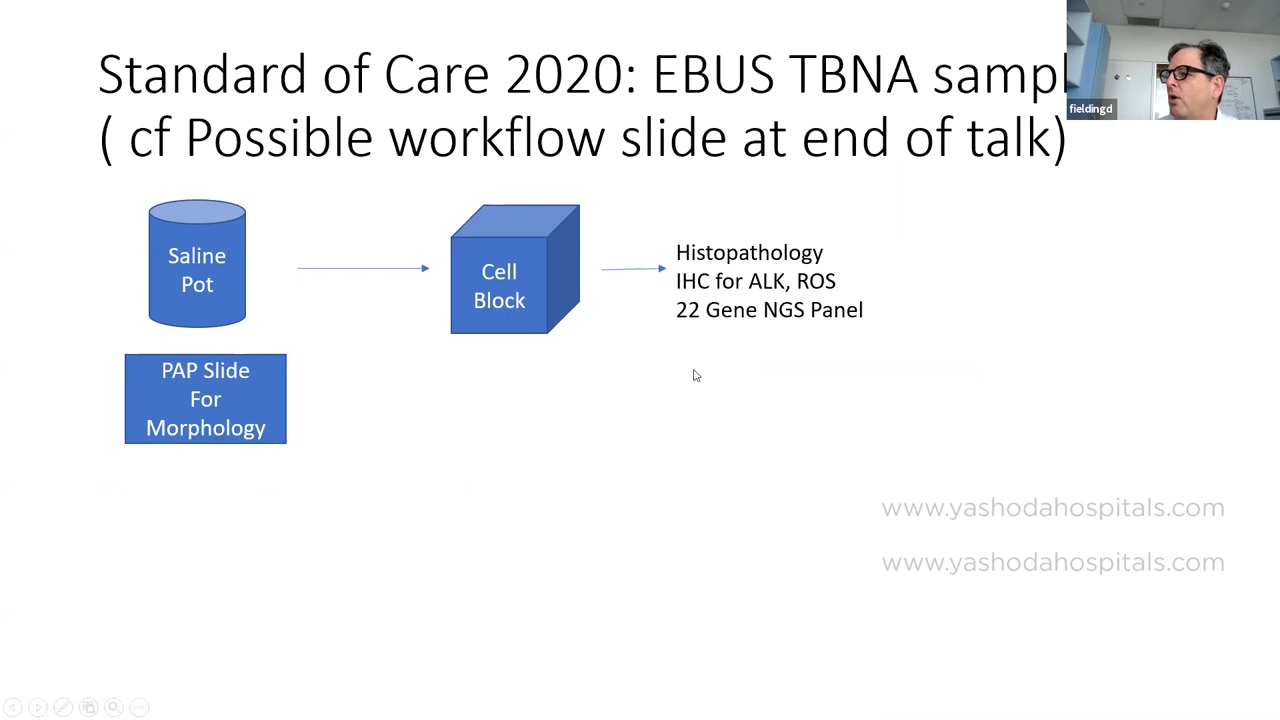 Standard of Care 2020: EBUS TBNA
( cf Possible workflow slide at end of talk)
fieldingd
Saline
Pot
Cell
Block
Histopathology
IHC for ALK, ROS
22 Gene NGS Panel
PAP Slide
For
Morphology
www.yashodahospitals.com
www.yashodahospitals.com